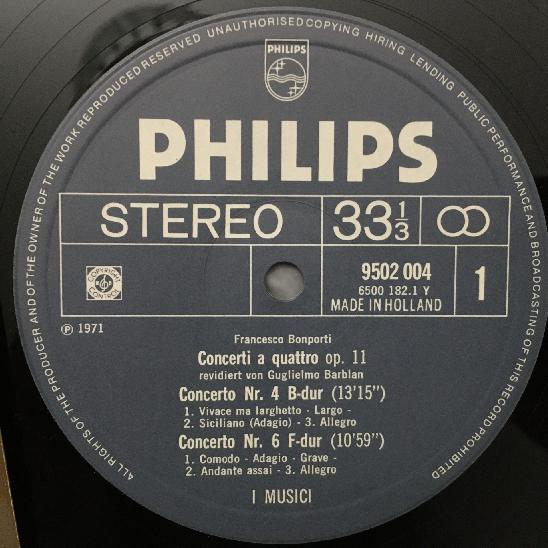 ALL RIGHTS OF THE PRODUCER AND OF THE OWNER OF THE WORK REPRODUCED RESERVED UNAUTHORISED COPYING HIRING LENDING PUBLIC PERFORMANCE AND BROADCASTING OF THIS RECORD PROHIBITED
PHILIPS
PHILIPS
STEREO 33 1/3
COPYRIGHT CONTROL
9502 004
6500 182.1 Y
MADE IN HOLLAND
1
℗ 1971
Francesco Bonporti
Concerti a quattro op. 11
revidiert von Guglielmo Barblan
Concerto Nr. 4 B-dur (13'15")
1. Vivace ma larghetto - Largo -
2. Siciliano (Adagio) - 3. Allegro
Concerto Nr. 6 F-dur (10'59")
1. Comodo - Adagio - Grave -
2. Andante assai - 3. Allegro
I MUSICI